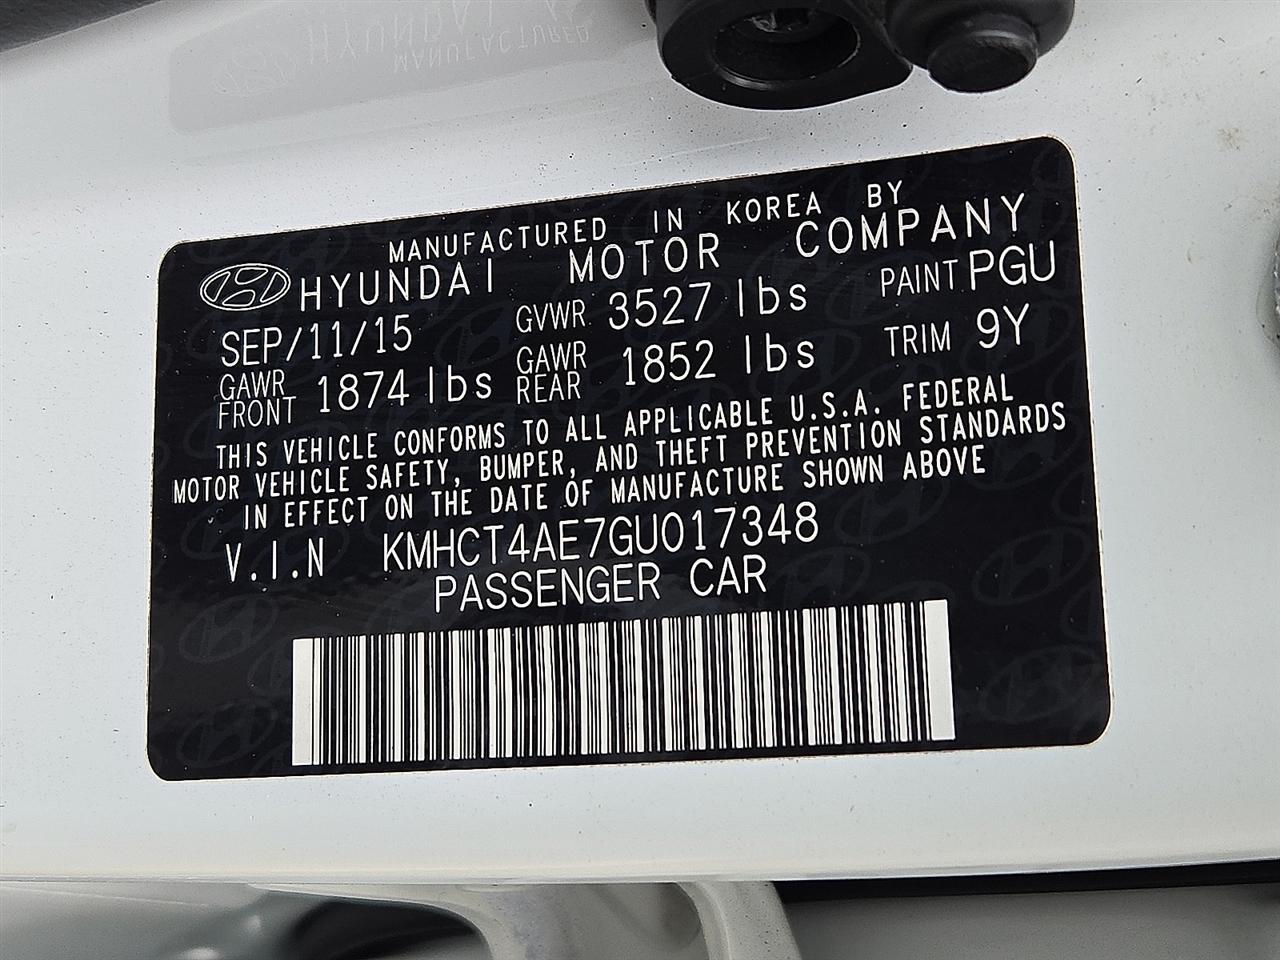 MANUFACTURED IN KOREA BY
HYUNDAI MOTOR COMPANY
SEP/11/15 GVWR 3527 lbs PAINT PGU
GAWR FRONT 1874 lbs GAWR REAR 1852 lbs TRIM 9Y
THIS VEHICLE CONFORMS TO ALL APPLICABLE U.S.A. FEDERAL
MOTOR VEHICLE SAFETY, BUMPER, AND THEFT PREVENTION STANDARDS
IN EFFECT ON THE DATE OF MANUFACTURE SHOWN ABOVE
V.I.N KMHCT4AE7GU017348
PASSENGER CAR